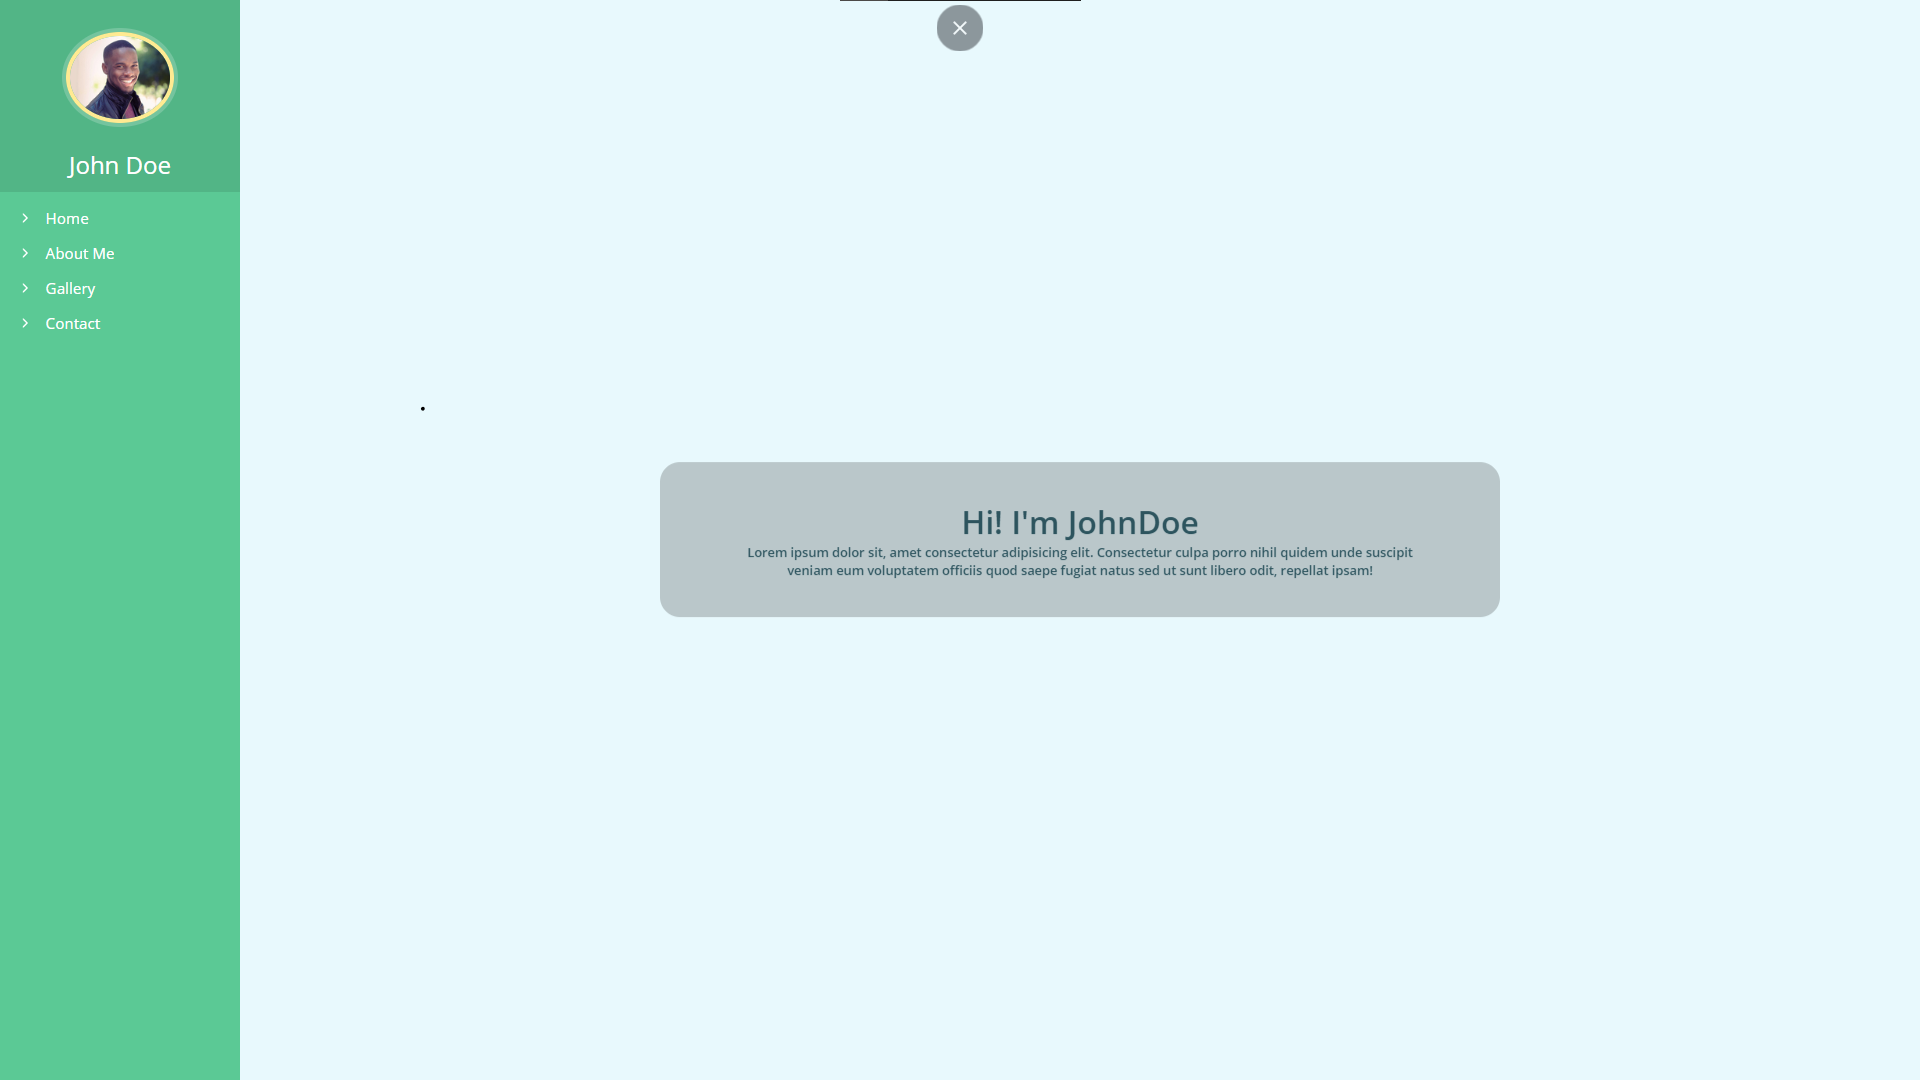 John Doe
Home
About Me
Gallery
Contact
Hi! I'm JohnDoe
Lorem ipsum dolor sit, amet consectetur adipisicing elit. Consectetur culpa porro nihil quidem unde suscipit
veniam eum voluptatem officiis quod saepe fugiat natus sed ut sunt libero odit, repellat ipsam!